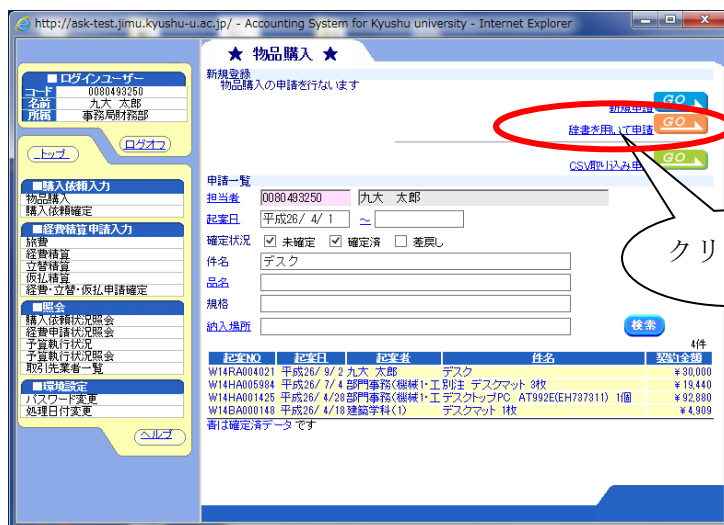 http://ask-test.jimu.kyushu-u.ac.jp/ - Accounting System for Kyushu university - Internet Explorer
★ 物品購入 ★
新規登録
物品購入の申請を行ないます
■ログインユーザー
コード 0080493250
名前 九大 太郎
所属 事務局財務部
トップ
ログオフ
新規申請 GO
辞書を用いて申請 GO
CSV取り込み申 GO
クリ
■購入依頼入力
物品購入
購入依頼確定
■経費精算申請入力
旅費
経費精算
立替精算
仮払精算
経費・立替・仮払申請確定
■照会
購入依頼状況照会
経費申請状況照会
予算執行状況
予算執行状況照会
取引先業者一覧
■環境設定
パスワード変更
処理日付変更
ヘルプ
申請一覧
担当者 0080493250 九大 太郎
起案日 平成26/ 4/ 1 ～
確定状況 未確定 確定済 差戻し
件名 デスク
品名
規格
納入場所
検索
4件
起案NO 起案日 起案者 件名 契約金額
W14RA004021 平成26/ 9/ 2 九大 太郎 デスク ¥30,000
W14HA005984 平成26/ 7/ 4 部門事務(機械1･工 別注 デスクマット 3枚 ¥19,440
W14HA001425 平成26/ 4/28 部門事務(機械1･工 デスクトップPC AT992E(EH737311) 1個 ¥92,880
W14BA000148 平成26/ 4/18 建築学科(1) デスクマット 1枚 ¥4,909
青は確定済データ です